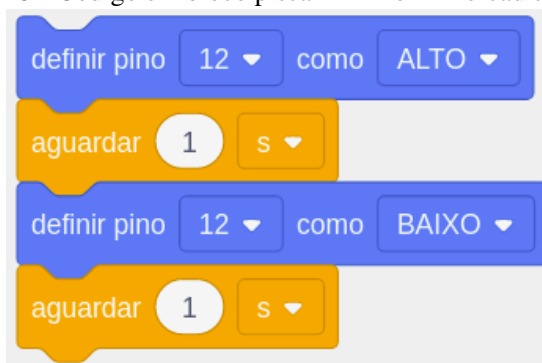 definir pino 12 como ALTO
aguardar 1 s
definir pino 12 como BAIXO
aguardar 1 s